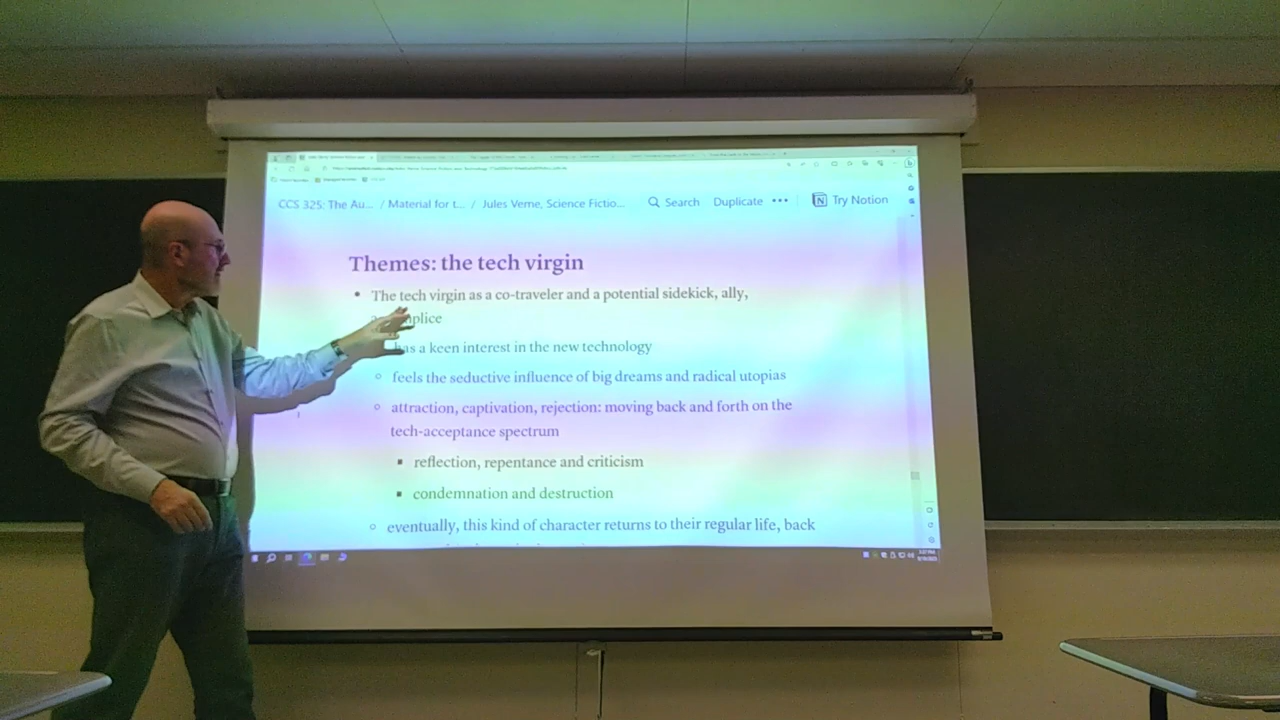 CCS 325: The Au... / Material for t... / Jules Verne, Science Fictio... Search Duplicate ••• Try Notion
Themes: the tech virgin
• The tech virgin as a co-traveler and a potential sidekick, ally,
plice
has a keen interest in the new technology
◦ feels the seductive influence of big dreams and radical utopias
◦ attraction, captivation, rejection: moving back and forth on the
tech-acceptance spectrum
▪ reflection, repentance and criticism
▪ condemnation and destruction
◦ eventually, this kind of character returns to their regular life, back